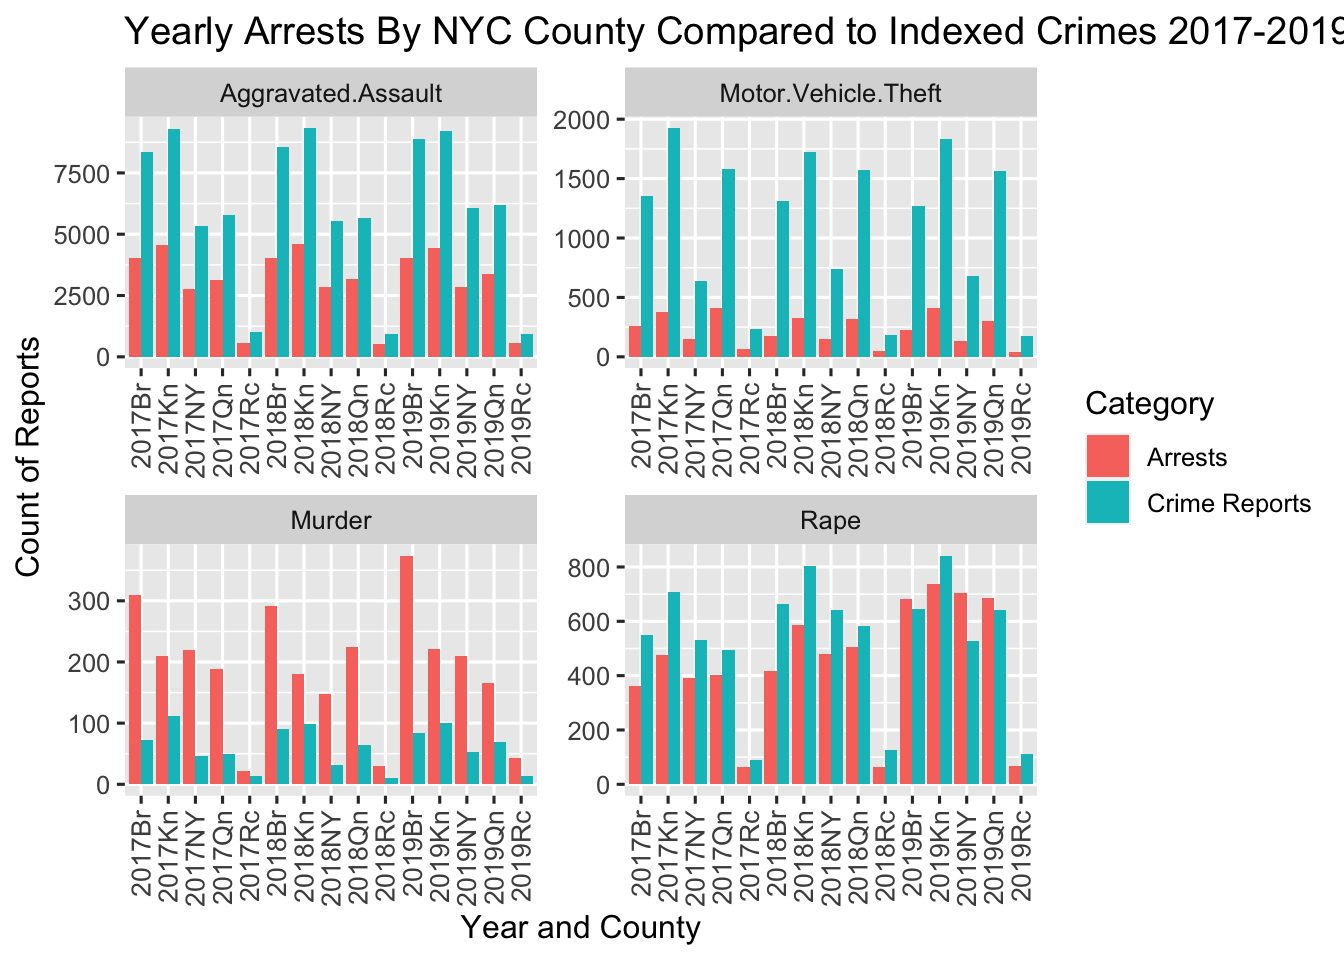 Yearly Arrests By NYC County Compared to Indexed Crimes 2017-2019
Aggravated.Assault
7500
5000
2500
0
2017Br
2017Kn
2017NY
2017Qn
2017Rc
2018Br
2018Kn
2018NY
2018Qn
2018Rc
2019Br
2019Kn
2019NY
2019Qn
2019Rc
Motor.Vehicle.Theft
2000
1500
1000
500
0
2017Br
2017Kn
2017NY
2017Qn
2017Rc
2018Br
2018Kn
2018NY
2018Qn
2018Rc
2019Br
2019Kn
2019NY
2019Qn
2019Rc
Murder
300
200
100
0
2017Br
2017Kn
2017NY
2017Qn
2017Rc
2018Br
2018Kn
2018NY
2018Qn
2018Rc
2019Br
2019Kn
2019NY
2019Qn
2019Rc
Rape
800
600
400
200
0
2017Br
2017Kn
2017NY
2017Qn
2017Rc
2018Br
2018Kn
2018NY
2018Qn
2018Rc
2019Br
2019Kn
2019NY
2019Qn
2019Rc
Count of Reports
Year and County
Category
Arrests
Crime Reports